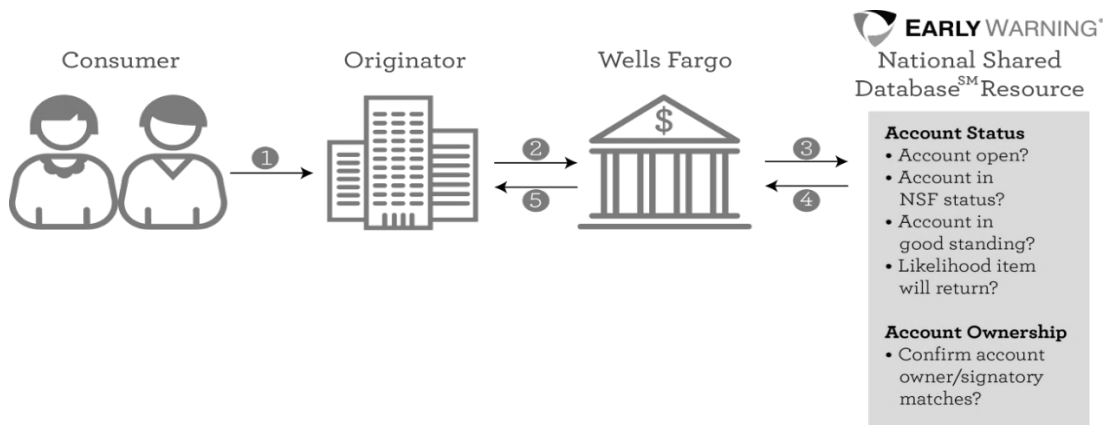 EARLY WARNING®
Consumer
Originator
Wells Fargo
National Shared
Database℠ Resource
$
1
2
3
5
4
Account Status
• Account open?
• Account in
NSF status?
• Account in
good standing?
• Likelihood item
will return?
Account Ownership
• Confirm account
owner/signatory
matches?